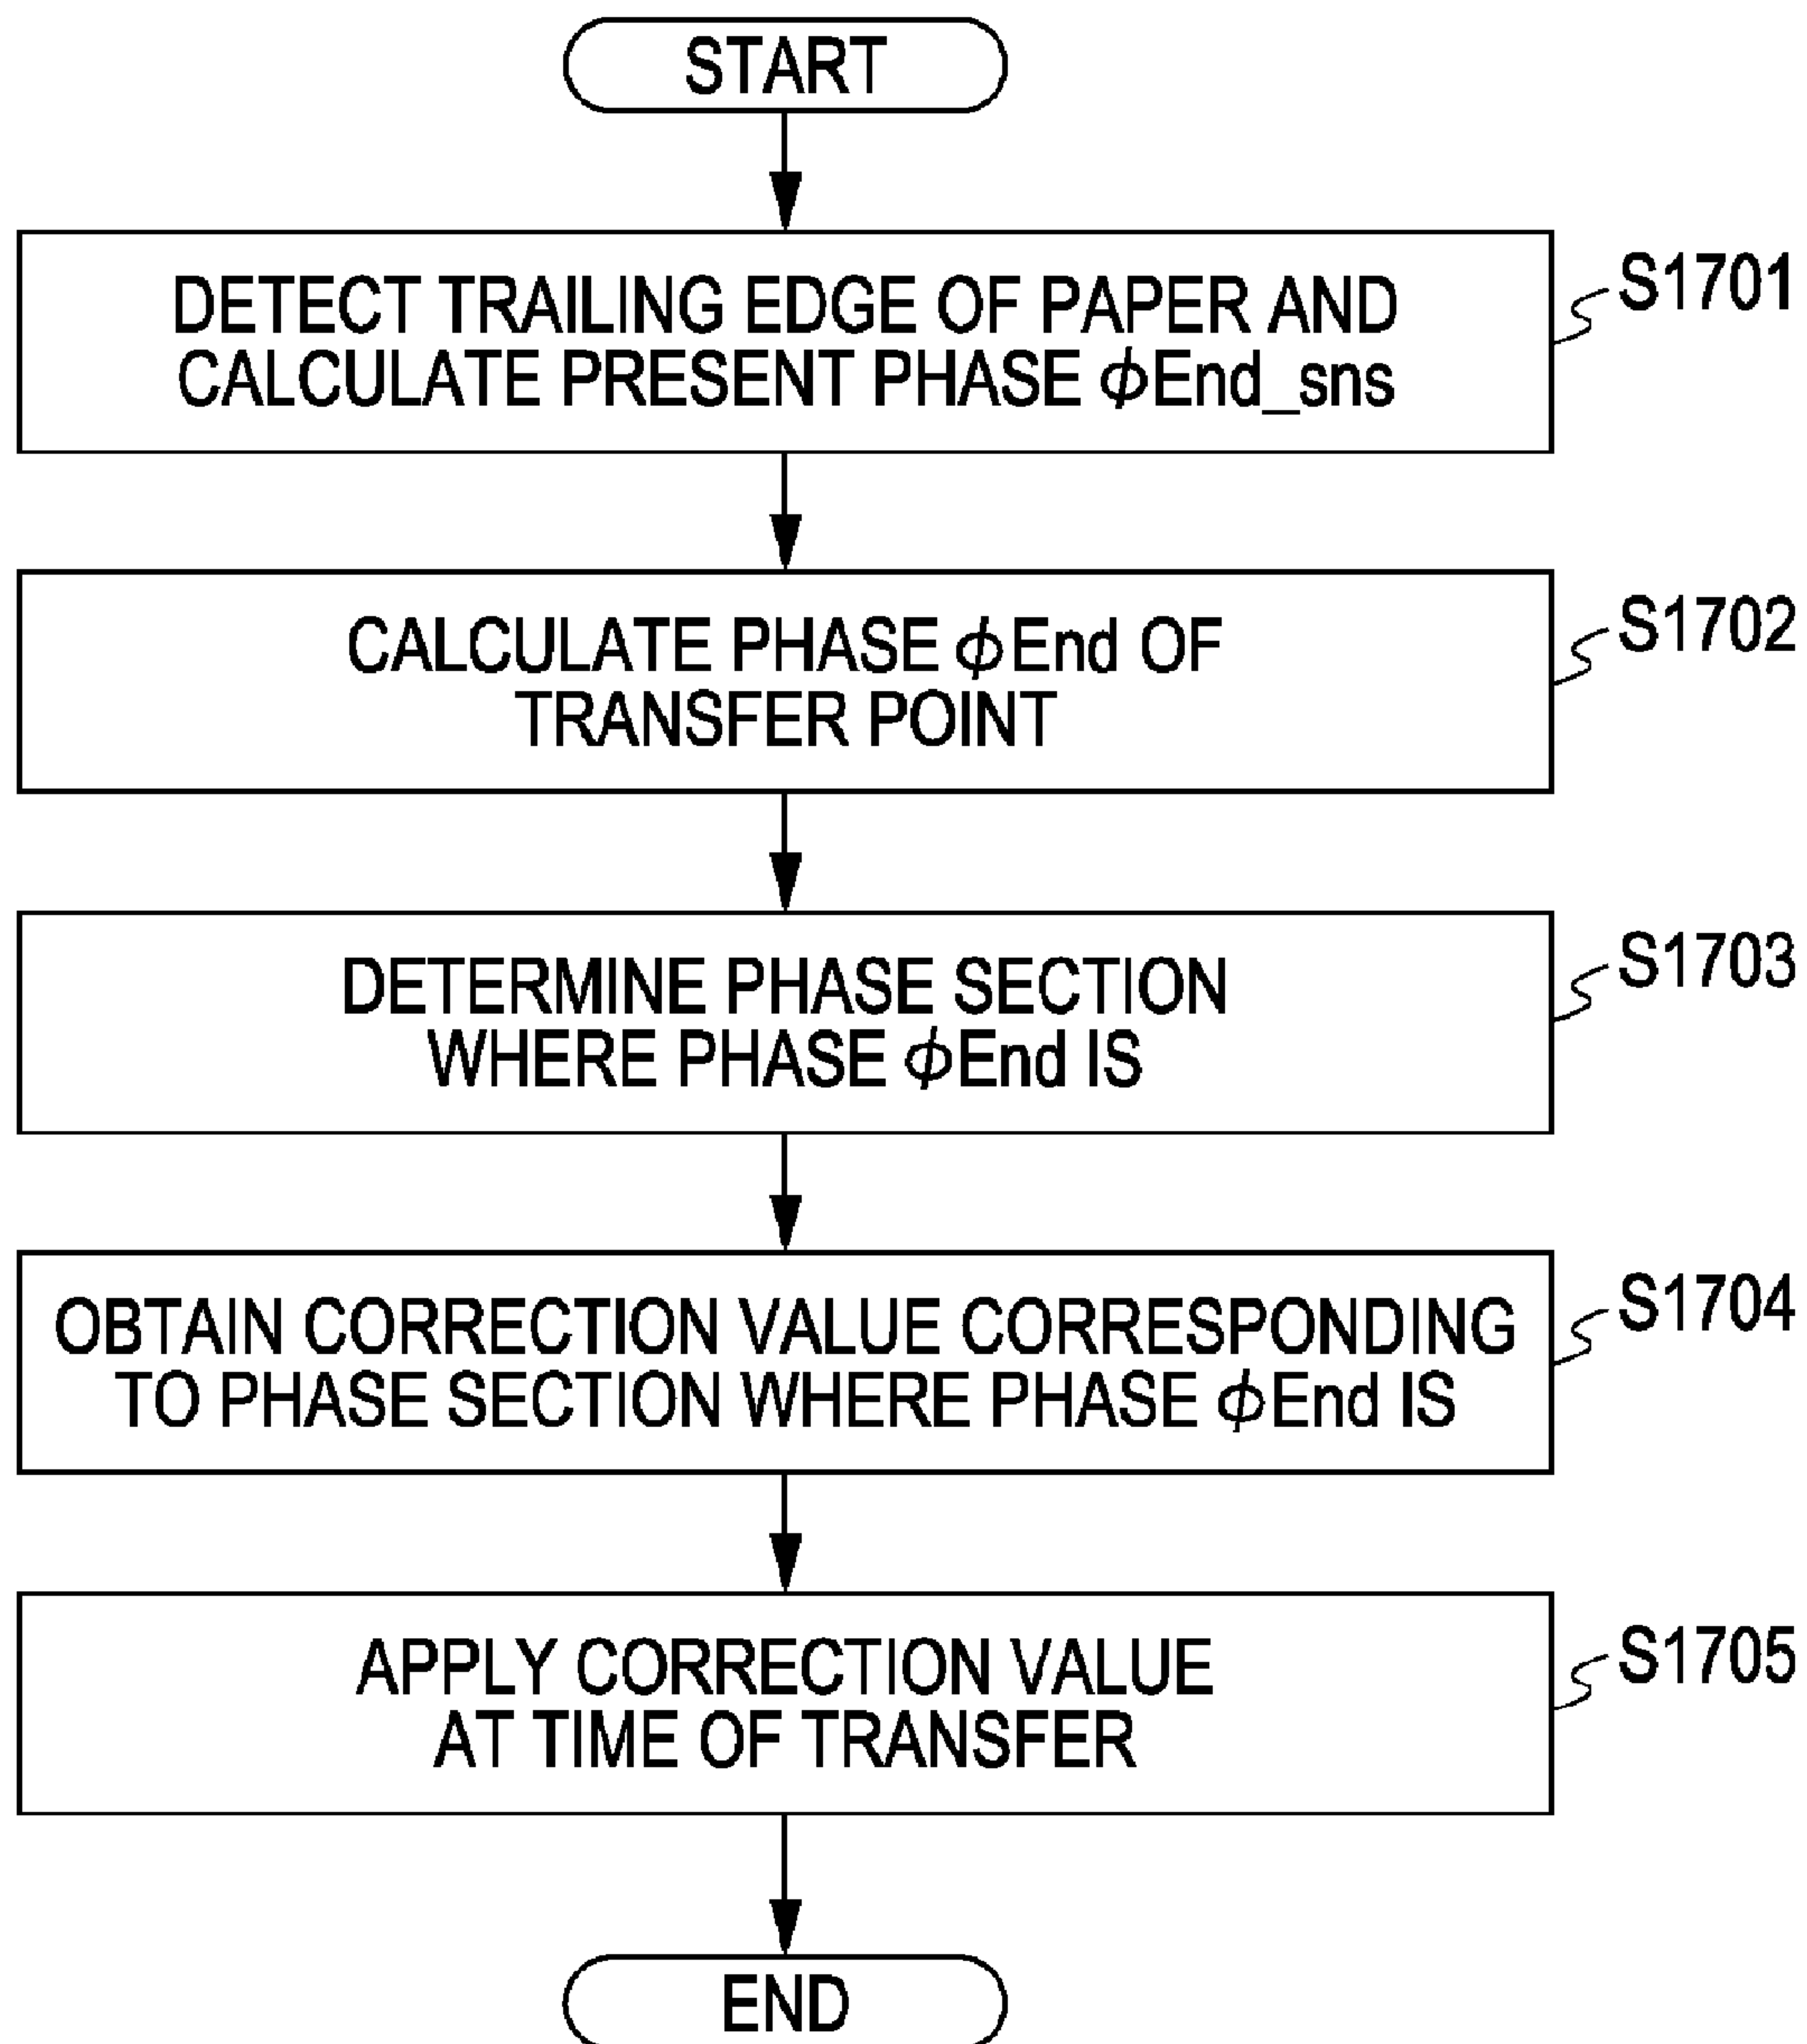 START
DETECT TRAILING EDGE OF PAPER AND
CALCULATE PRESENT PHASE ϕEnd_sns
S1701
CALCULATE PHASE ϕEnd OF
TRANSFER POINT
S1702
DETERMINE PHASE SECTION
WHERE PHASE ϕEnd IS
S1703
OBTAIN CORRECTION VALUE CORRESPONDING
TO PHASE SECTION WHERE PHASE ϕEnd IS
S1704
APPLY CORRECTION VALUE
AT TIME OF TRANSFER
S1705
END